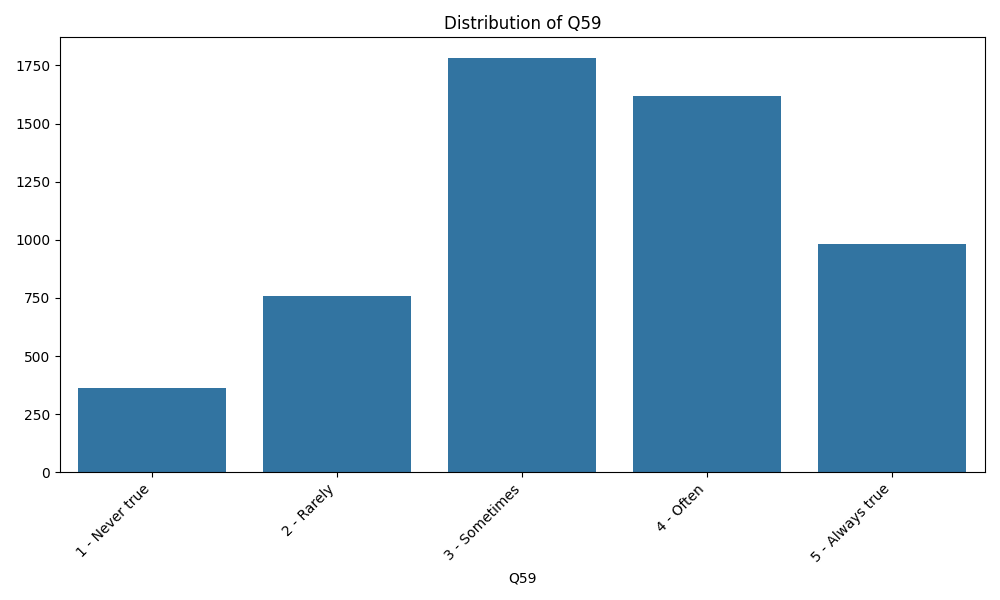 Distribution of Q59
1750
1500
1250
1000
750
500
250
0
1 - Never true
2 - Rarely
3 - Sometimes
4 - Often
5 - Always true
Q59